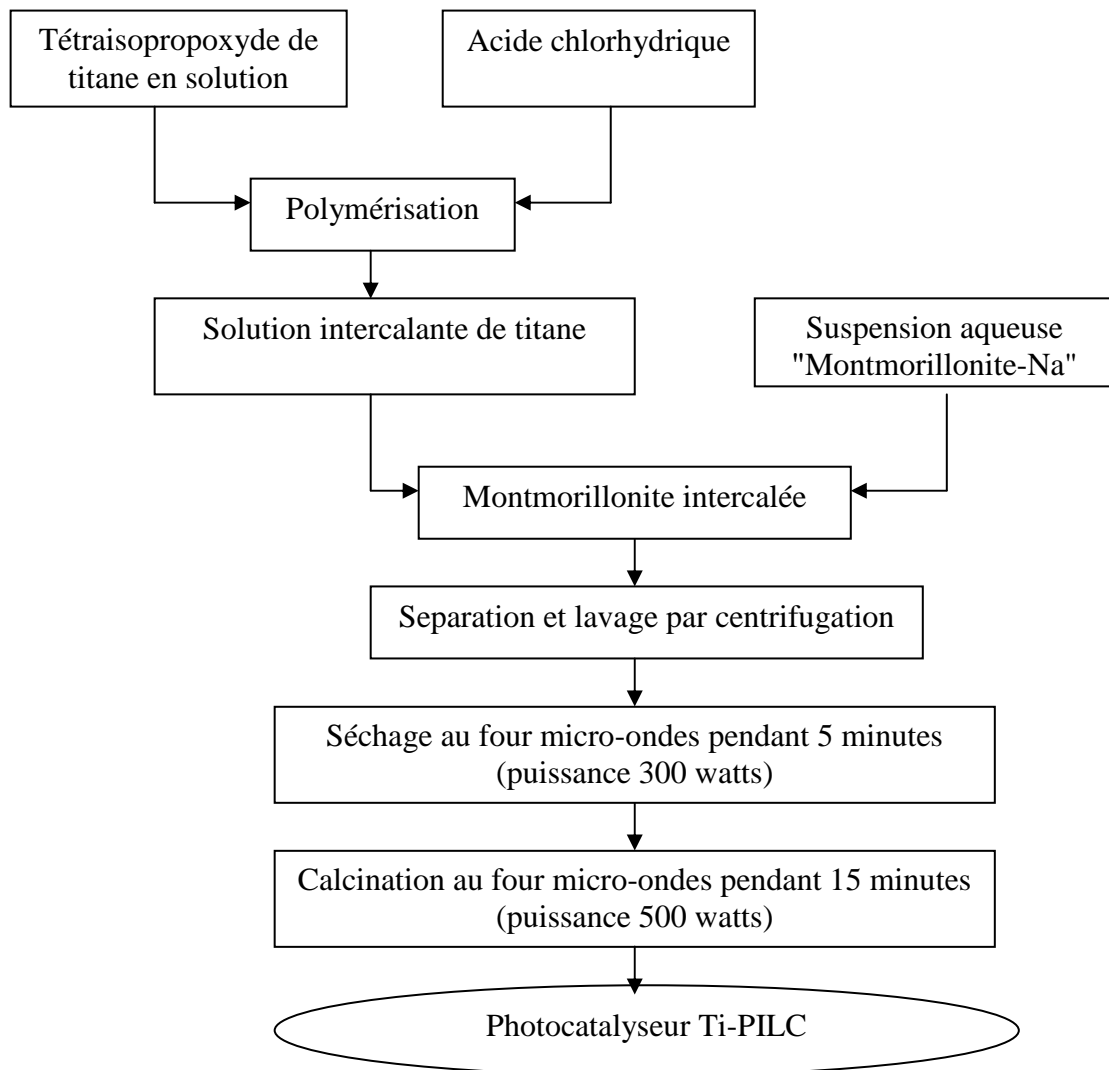 Tétraisopropoxyde de
titane en solution
Acide chlorhydrique
Polymérisation
Solution intercalante de titane
Suspension aqueuse
"Montmorillonite-Na"
Montmorillonite intercalée
Separation et lavage par centrifugation
Séchage au four micro-ondes pendant 5 minutes
(puissance 300 watts)
Calcination au four micro-ondes pendant 15 minutes
(puissance 500 watts)
Photocatalyseur Ti-PILC